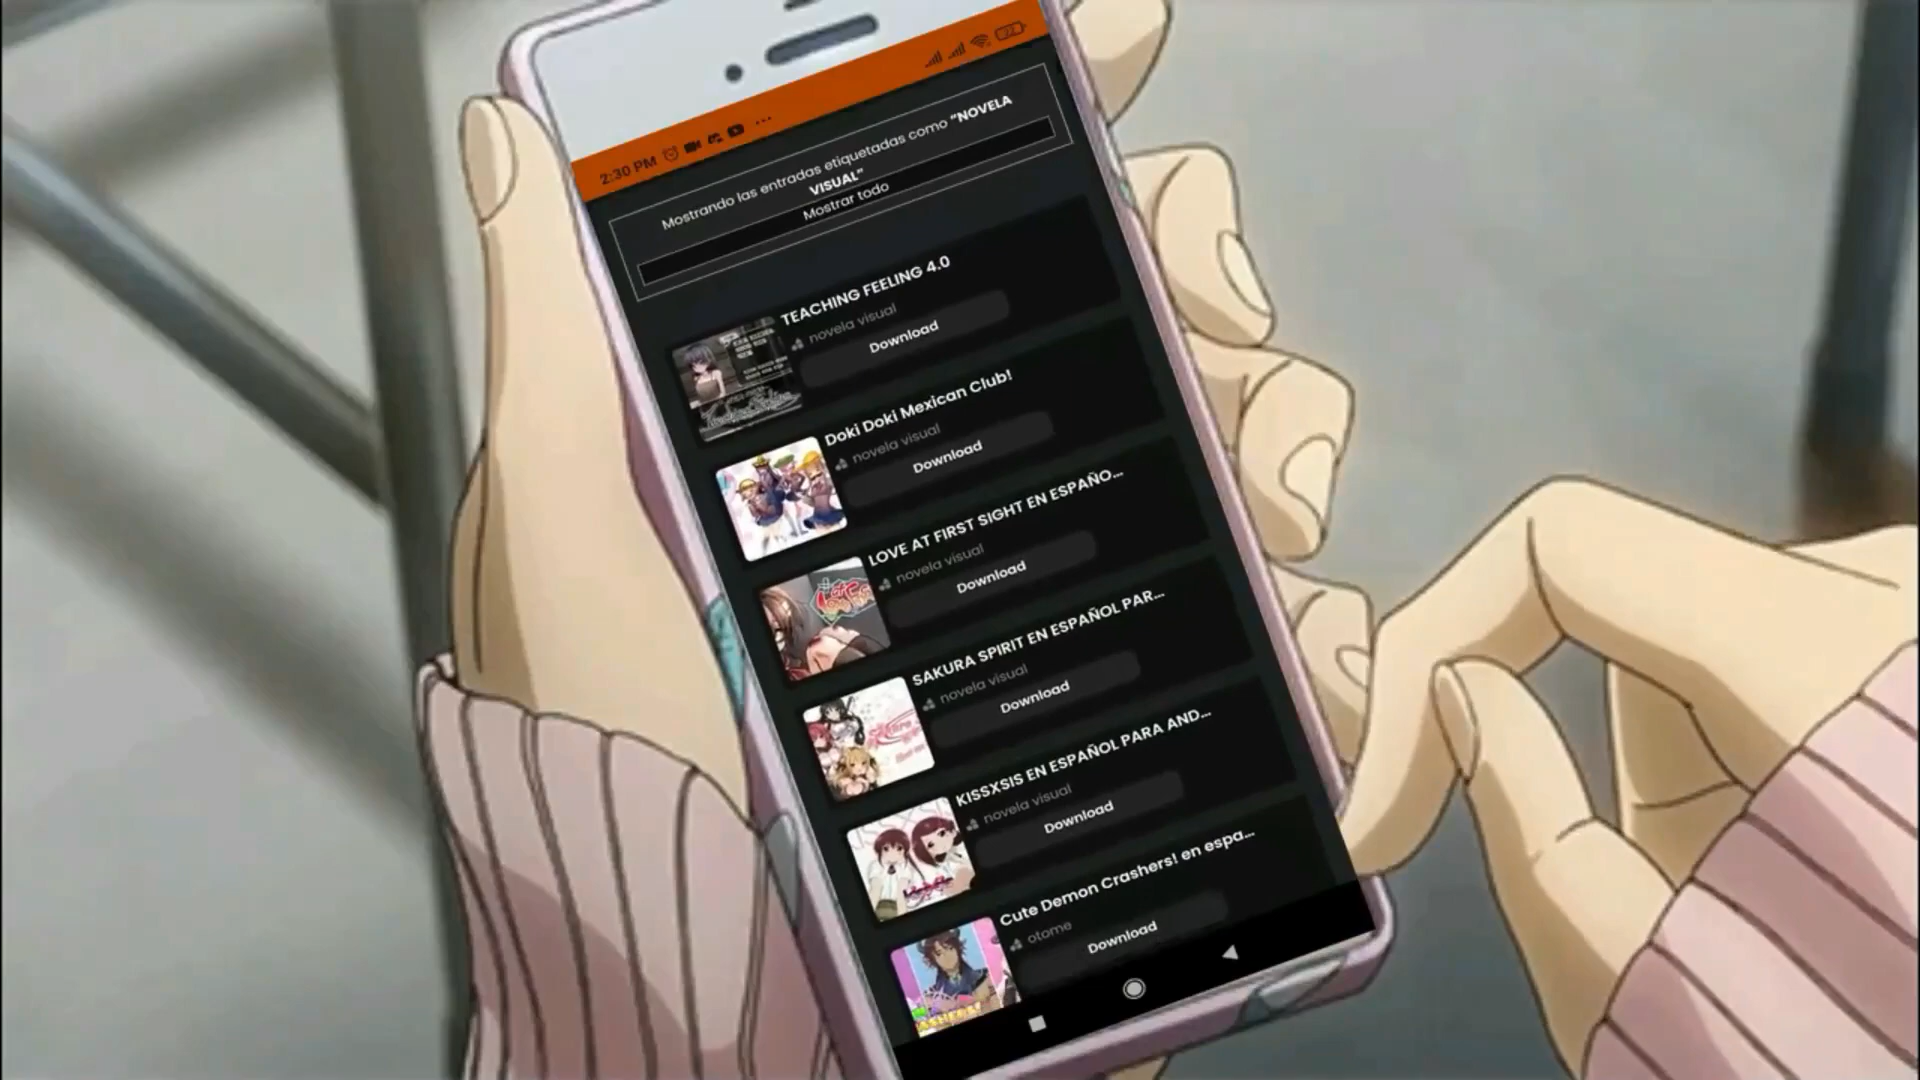 2:30 PM
Mostrando las entradas etiquetadas como "NOVELA
VISUAL"
Mostrar todo
TEACHING FEELING 4.0
novela visual
Download
Doki Doki Mexican Club!
novela visual
Download
LOVE AT FIRST SIGHT EN ESPAÑO...
novela visual
Download
SAKURA SPIRIT EN ESPAÑOL PAR...
novela visual
Download
KISSXSIS EN ESPAÑOL PARA AND...
novela visual
Download
Cute Demon Crashers! en espa...
otome
Download